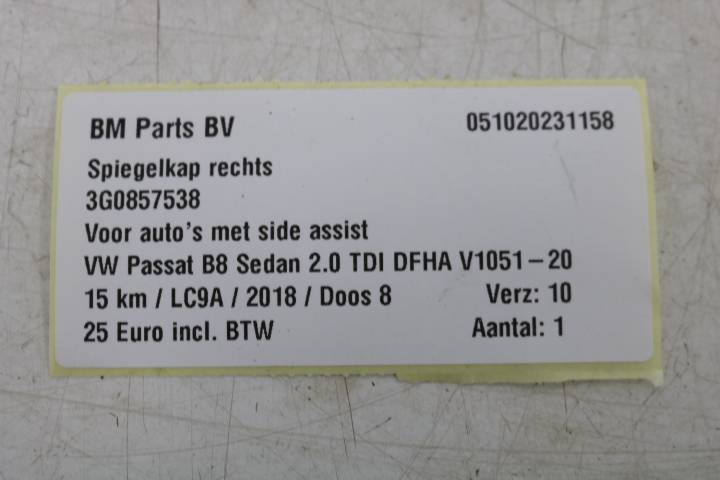 BM Parts BV 051020231158
Spiegelkap rechts
3G0857538
Voor auto's met side assist
VW Passat B8 Sedan 2.0 TDI DFHA V1051-20
15 km / LC9A / 2018 / Doos 8 Verz: 10
25 Euro incl. BTW Aantal: 1